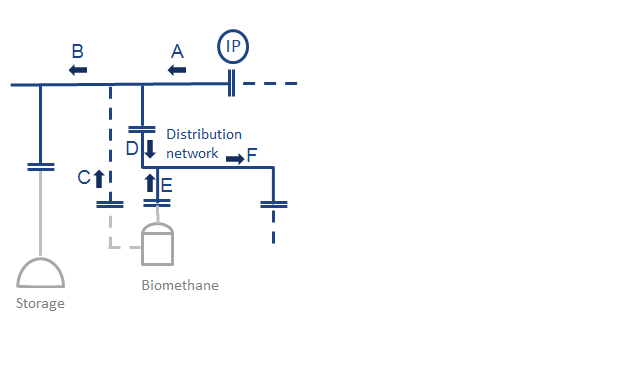 IP
B
A
Distribution
D
network
F
C
E
Biomethane
Storage